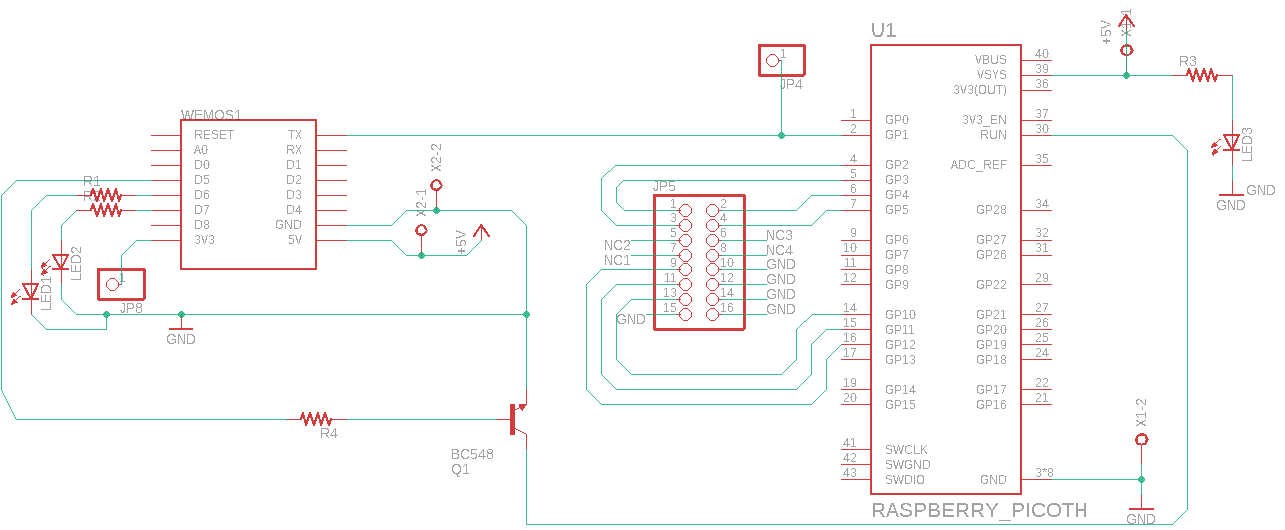 U1
+5V
X1-1
JP4
1
WEMOS1
RESET
A0
D0
D5
D6
D7
D8
3V3
TX
RX
D1
D2
D3
D4
GND
5V
R1
LED2
LED1
1
JP8
GND
X2-2
X2-1
+5V
R4
BC548
Q1
JP5
1 2
3 4
5 6
7 8
9 10
11 12
13 14
15 16
NC2
NC1
GND
NC3
NC4
GND
GND
GND
GND
1 GP0
2 GP1
4 GP2
5 GP3
6 GP4
7 GP5
9 GP6
10 GP7
11 GP8
12 GP9
14 GP10
15 GP11
16 GP12
17 GP13
19 GP14
20 GP15
41 SWCLK
42 SWGND
43 SWDIO
VBUS 40
VSYS 39
3V3(OUT) 36
3V3_EN 37
RUN 30
ADC_REF 35
GP28 34
GP27 32
GP26 31
GP22 29
GP21 27
GP20 26
GP19 25
GP18 24
GP17 22
GP16 21
GND 3*8
RASPBERRY_PICOTH
R3
LED3
GND
GND
X1-2
GND